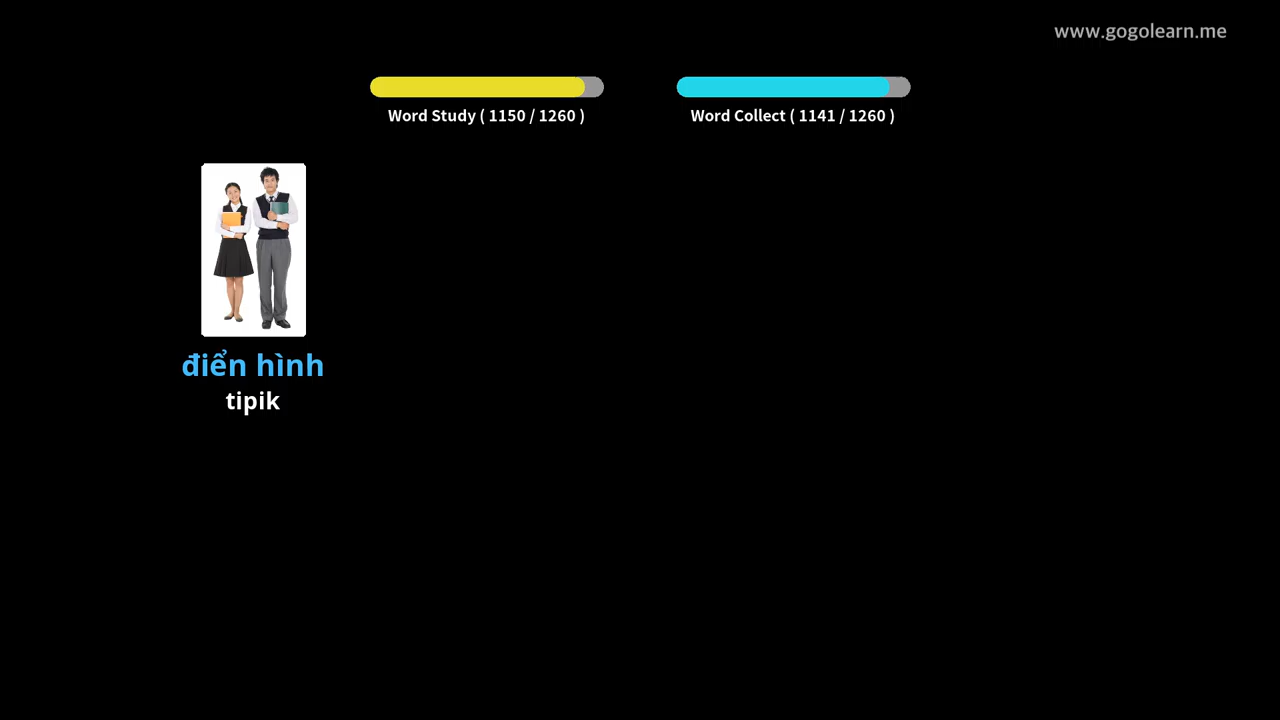 www.gogolearn.me
Word Study ( 1150 / 1260 )
Word Collect ( 1141 / 1260 )
điển hình
tipik